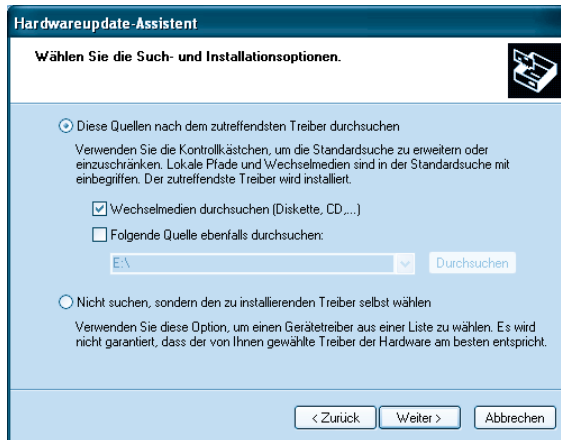 Hardwareupdate-Assistent
Wählen Sie die Such- und Installationsoptionen.
Diese Quellen nach dem zutreffendsten Treiber durchsuchen
Verwenden Sie die Kontrollkästchen, um die Standardsuche zu erweitern oder
einzuschränken. Lokale Pfade und Wechselmedien sind in der Standardsuche mit
einbegriffen. Der zutreffendste Treiber wird installiert.
Wechselmedien durchsuchen (Diskette, CD,...)
Folgende Quelle ebenfalls durchsuchen:
E:\ Durchsuchen
Nicht suchen, sondern den zu installierenden Treiber selbst wählen
Verwenden Sie diese Option, um einen Gerätetreiber aus einer Liste zu wählen. Es wird
nicht garantiert, dass der von Ihnen gewählte Treiber der Hardware am besten entspricht.
< Zurück Weiter > Abbrechen